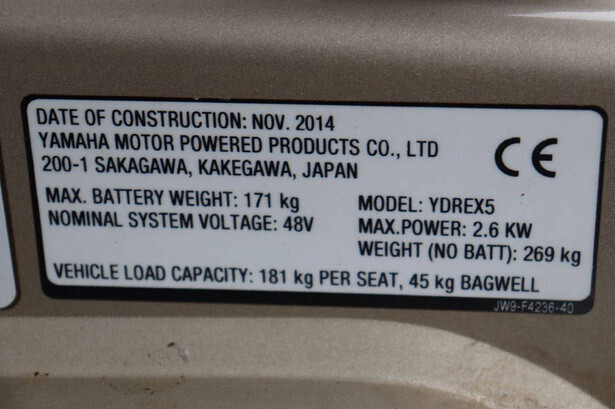 DATE OF CONSTRUCTION: NOV. 2014
YAMAHA MOTOR POWERED PRODUCTS CO., LTD
200-1 SAKAGAWA, KAKEGAWA, JAPAN
CE
MAX. BATTERY WEIGHT: 171 kg
NOMINAL SYSTEM VOLTAGE: 48V
MODEL: YDREX5
MAX.POWER: 2.6 KW
WEIGHT (NO BATT): 269 kg
VEHICLE LOAD CAPACITY: 181 kg PER SEAT, 45 kg BAGWELL
JW9-F4236-40